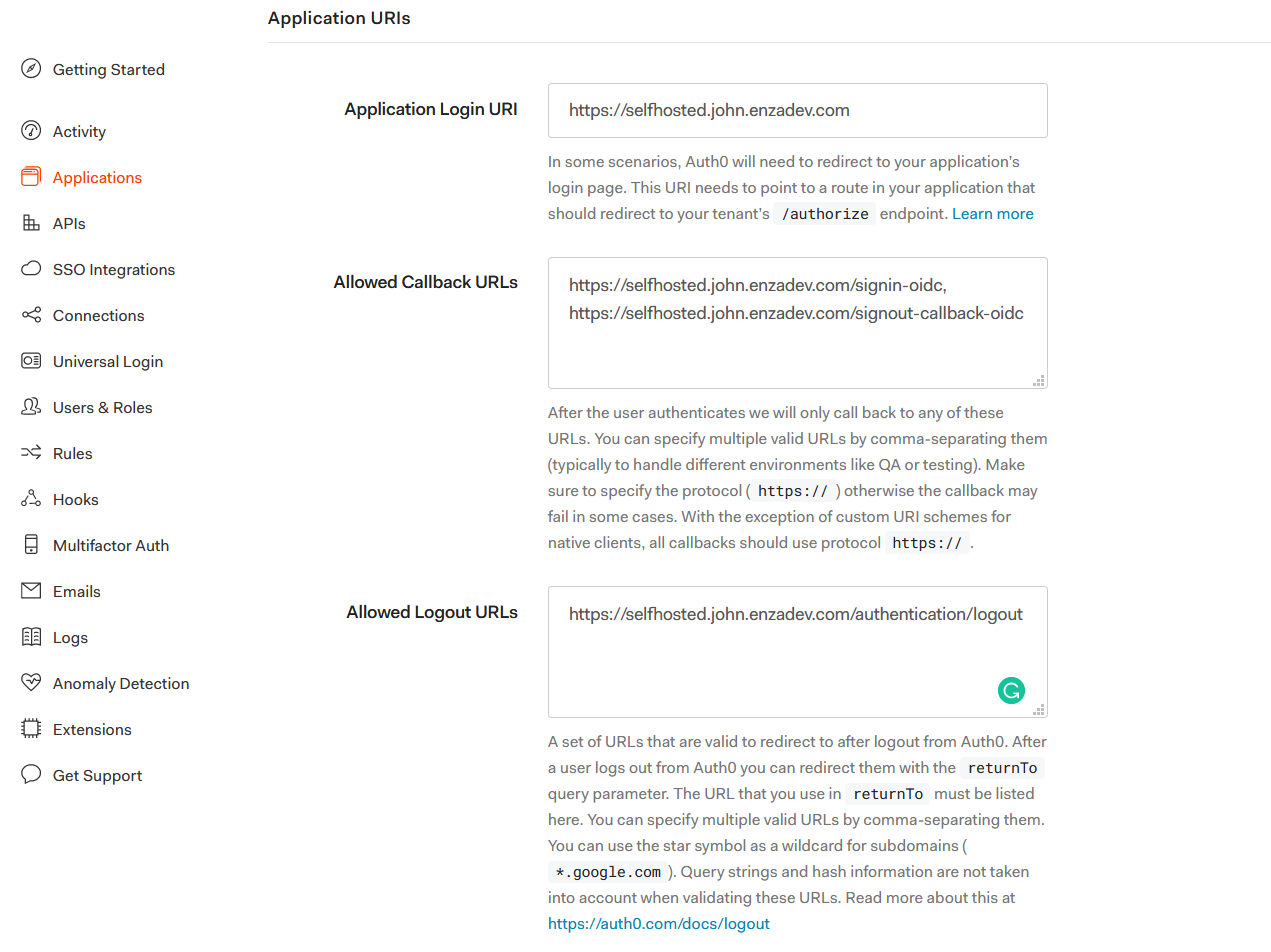 Application URIs
Getting Started
Activity
Applications
APIs
SSO Integrations
Connections
Universal Login
Users & Roles
Rules
Hooks
Multifactor Auth
Emails
Logs
Anomaly Detection
Extensions
Get Support
Application Login URI
https://selfhosted.john.enzadev.com
In some scenarios, Auth0 will need to redirect to your application’s
login page. This URI needs to point to a route in your application that
should redirect to your tenant’s /authorize endpoint. Learn more
Allowed Callback URLs
https://selfhosted.john.enzadev.com/signin-oidc,
https://selfhosted.john.enzadev.com/signout-callback-oidc
After the user authenticates we will only call back to any of these
URLs. You can specify multiple valid URLs by comma-separating them
(typically to handle different environments like QA or testing). Make
sure to specify the protocol ( https:// ) otherwise the callback may
fail in some cases. With the exception of custom URI schemes for
native clients, all callbacks should use protocol https:// .
Allowed Logout URLs
https://selfhosted.john.enzadev.com/authentication/logout
A set of URLs that are valid to redirect to after logout from Auth0. After
a user logs out from Auth0 you can redirect them with the returnTo
query parameter. The URL that you use in returnTo must be listed
here. You can specify multiple valid URLs by comma-separating them.
You can use the star symbol as a wildcard for subdomains (
*.google.com ). Query strings and hash information are not taken
into account when validating these URLs. Read more about this at
https://auth0.com/docs/logout